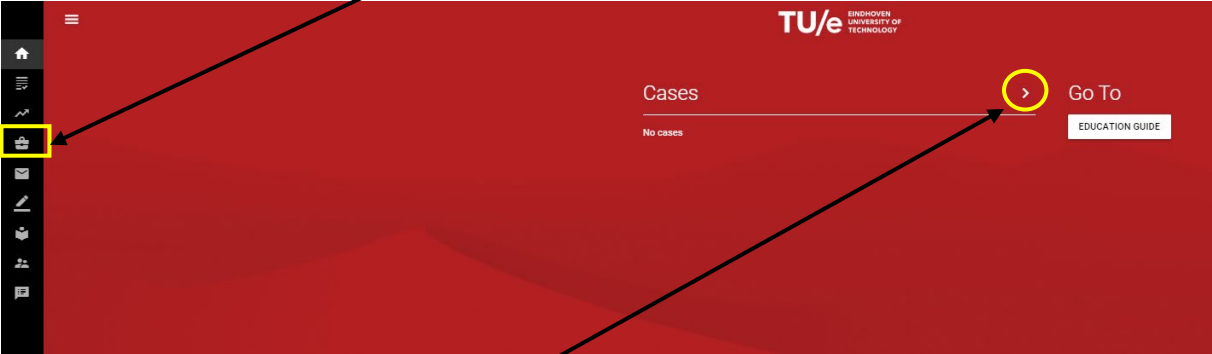 TU/e EINDHOVEN
UNIVERSITY OF
TECHNOLOGY
Cases
Go To
No cases
EDUCATION GUIDE